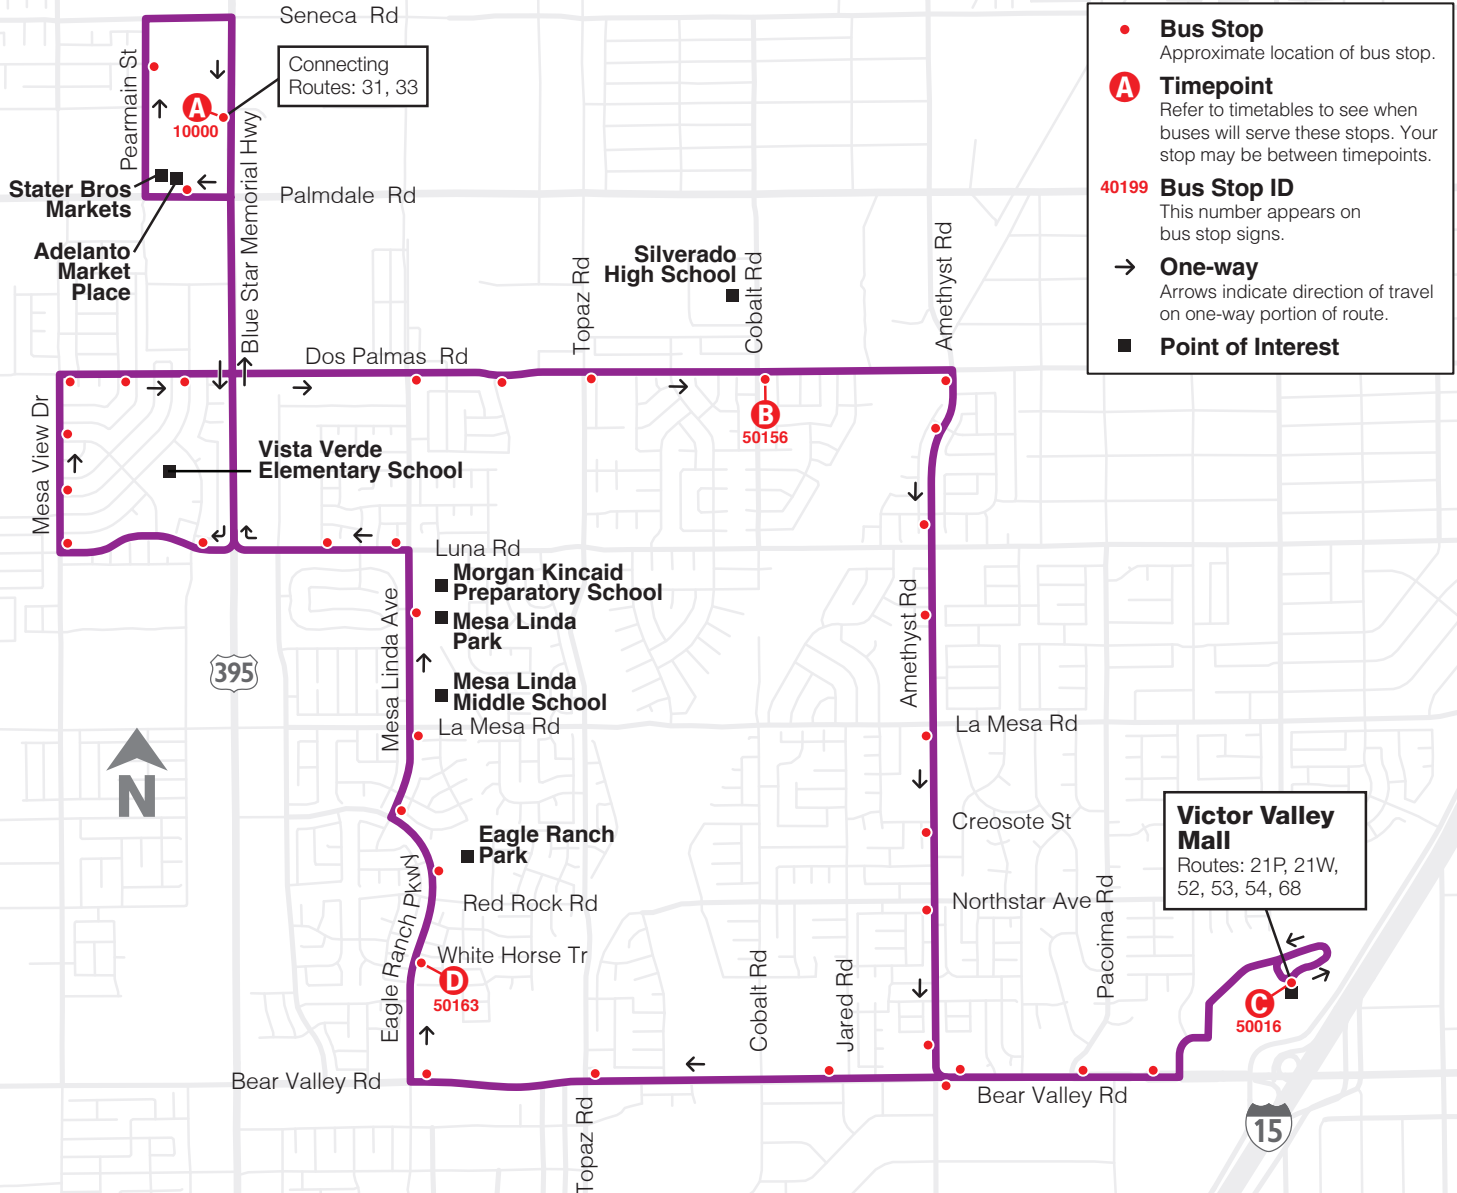 Seneca Rd
Pearmain St
Connecting
Routes: 31, 33
A
10000
Blue Star Memorial Hwy
Stater Bros
Markets
Palmdale Rd
Adelanto
Market
Place
Bus Stop
Approximate location of bus stop.
A
Timepoint
Refer to timetables to see when
buses will serve these stops. Your
stop may be between timepoints.
40199
Bus Stop ID
This number appears on
bus stop signs.
One-way
Arrows indicate direction of travel
on one-way portion of route.
Point of Interest
Silverado
High School
Topaz Rd
Cobalt Rd
Amethyst Rd
Dos Palmas Rd
Mesa View Dr
B
50156
Vista Verde
Elementary School
Luna Rd
Morgan Kincaid
Preparatory School
Mesa Linda
Park
Mesa Linda Ave
Amethyst Rd
395
Mesa Linda
Middle School
La Mesa Rd
La Mesa Rd
N
Creosote St
Victor Valley
Mall
Routes: 21P, 21W,
52, 53, 54, 68
Eagle Ranch
Park
Eagle Ranch Pkwy
Red Rock Rd
Northstar Ave
Pacoima Rd
White Horse Tr
D
50163
Cobalt Rd
Jared Rd
C
50016
Bear Valley Rd
Bear Valley Rd
Topaz Rd
15